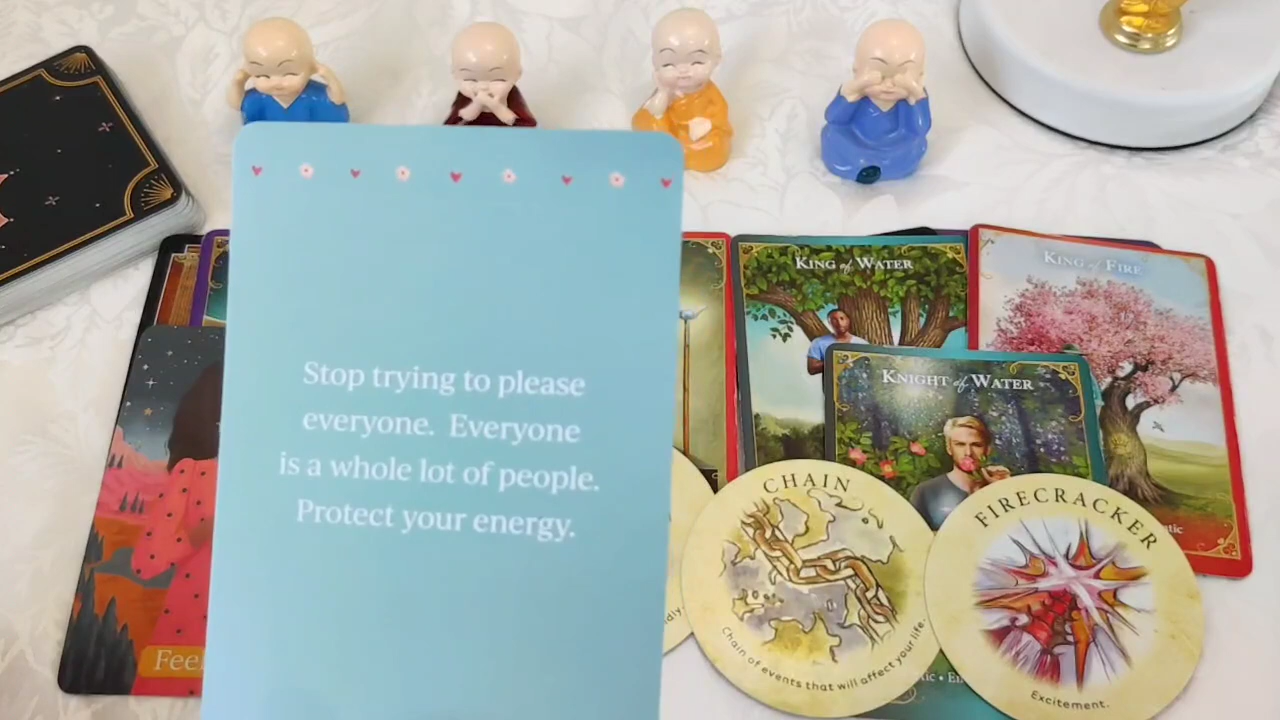 Stop trying to please
everyone. Everyone
is a whole lot of people.
Protect your energy.
KING of WATER
KING of FIRE
KNIGHT of WATER
CHAIN
Chain of events that will affect your life.
FIRECRACKER
Excitement.